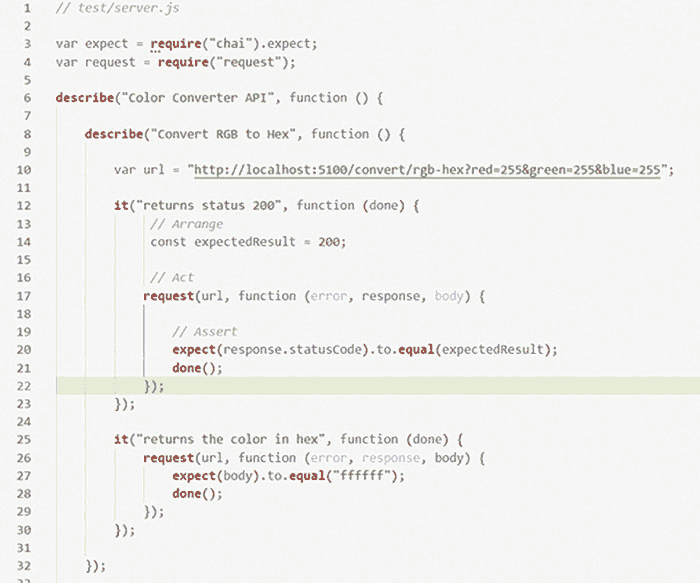 1 // test/server.js
2
3 var expect = require("chai").expect;
4 var request = require("request");
5
6 describe("Color Converter API", function () {
7
8 describe("Convert RGB to Hex", function () {
9
10 var url = "http://localhost:5100/convert/rgb-hex?red=255&green=255&blue=255";
11
12 it("returns status 200", function (done) {
13 // Arrange
14 const expectedResult = 200;
15
16 // Act
17 request(url, function (error, response, body) {
18
19 // Assert
20 expect(response.statusCode).to.equal(expectedResult);
21 done();
22 });
23 });
24
25 it("returns the color in hex", function (done) {
26 request(url, function (error, response, body) {
27 expect(body).to.equal("ffffff");
28 done();
29 });
30 });
31
32 });